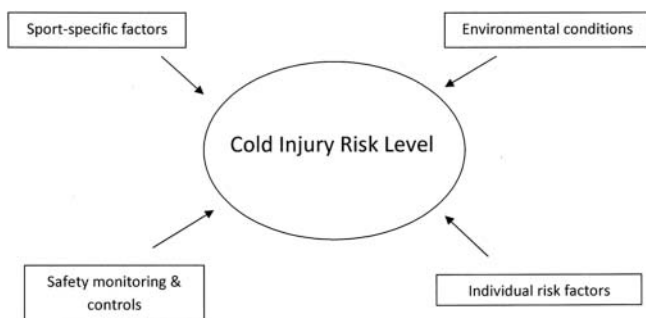 Sport-specific factors
Environmental conditions
Cold Injury Risk Level
Safety monitoring &
controls
Individual risk factors